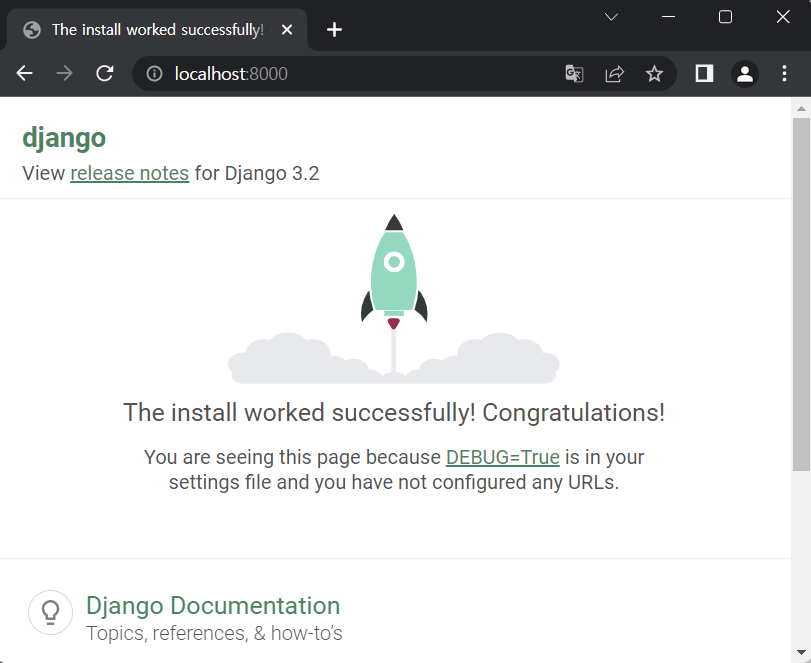 The install worked successfully!
localhost:8000
django
View release notes for Django 3.2
The install worked successfully! Congratulations!
You are seeing this page because DEBUG=True is in your
settings file and you have not configured any URLs.
Django Documentation
Topics, references, & how-to’s